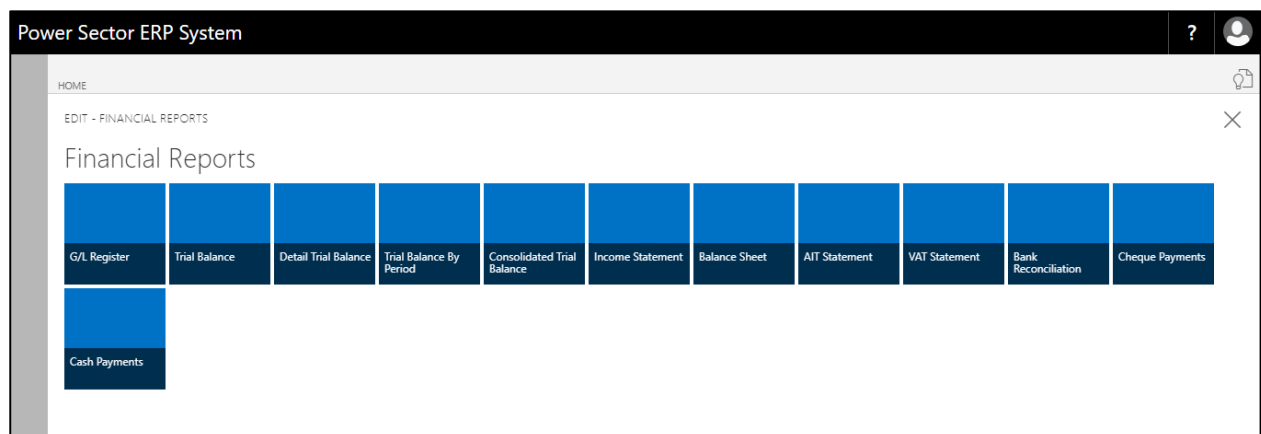 Power Sector ERP System ?
HOME
EDIT - FINANCIAL REPORTS
Financial Reports
G/L Register
Trial Balance
Detail Trial Balance
Trial Balance By
Period
Consolidated Trial
Balance
Income Statement
Balance Sheet
AIT Statement
VAT Statement
Bank
Reconciliation
Cheque Payments
Cash Payments